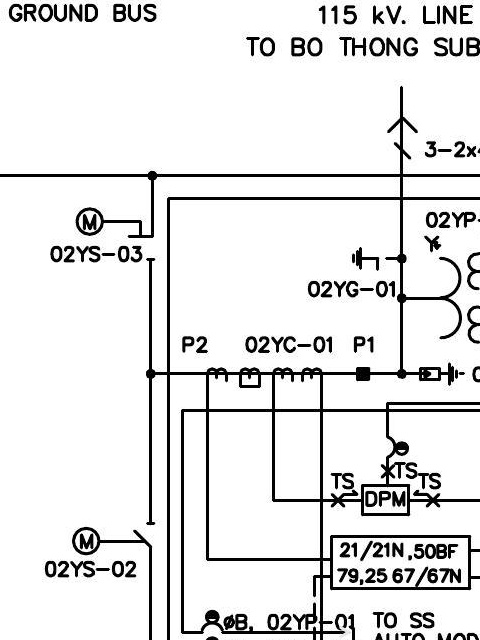 GROUND BUS
115 kV. LINE
TO BO THONG SUB
3-2x4
M
02YS-03
02YP-
02YG-01
P2 02YC-01 P1
TS TS TS
DPM
M
02YS-02
21/21N ,50BF
79,25 67/67N
øB, 02YP-01 TO SS
AUTO MOD